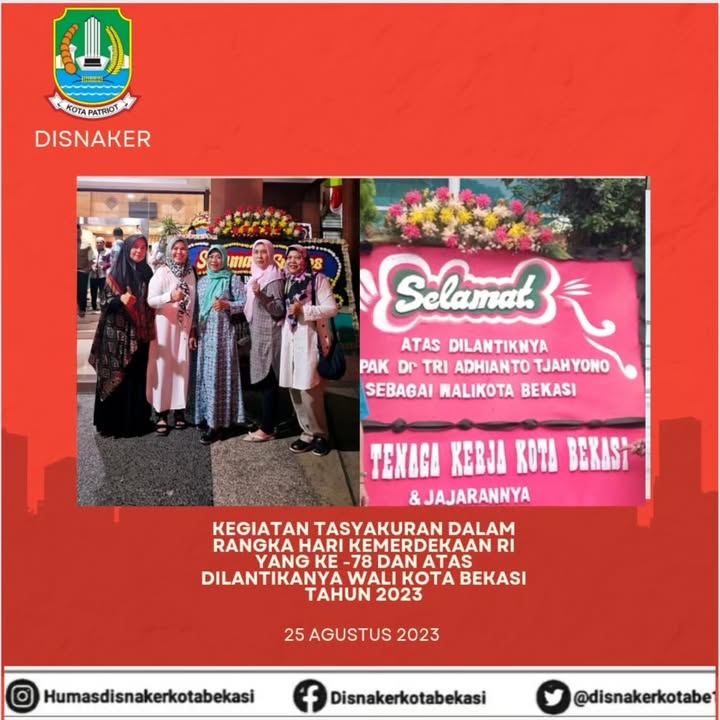 KOTA PATRIOT
DISNAKER
Selamat
Selamat.
ATAS DILANTIKNYA
PAK Dr TRI ADHIANTO TJAHYONO
SEBAGAI WALIKOTA BEKASI
TENAGA KERJA KOTA BEKASI
& JAJARANNYA
KEGIATAN TASYAKURAN DALAM
RANGKA HARI KEMERDEKAAN RI
YANG KE -78 DAN ATAS
DILANTIKANYA WALI KOTA BEKASI
TAHUN 2023
25 AGUSTUS 2023
Humasdisnakerkotabekasi
Disnakerkotabekasi
@disnakerkotabe